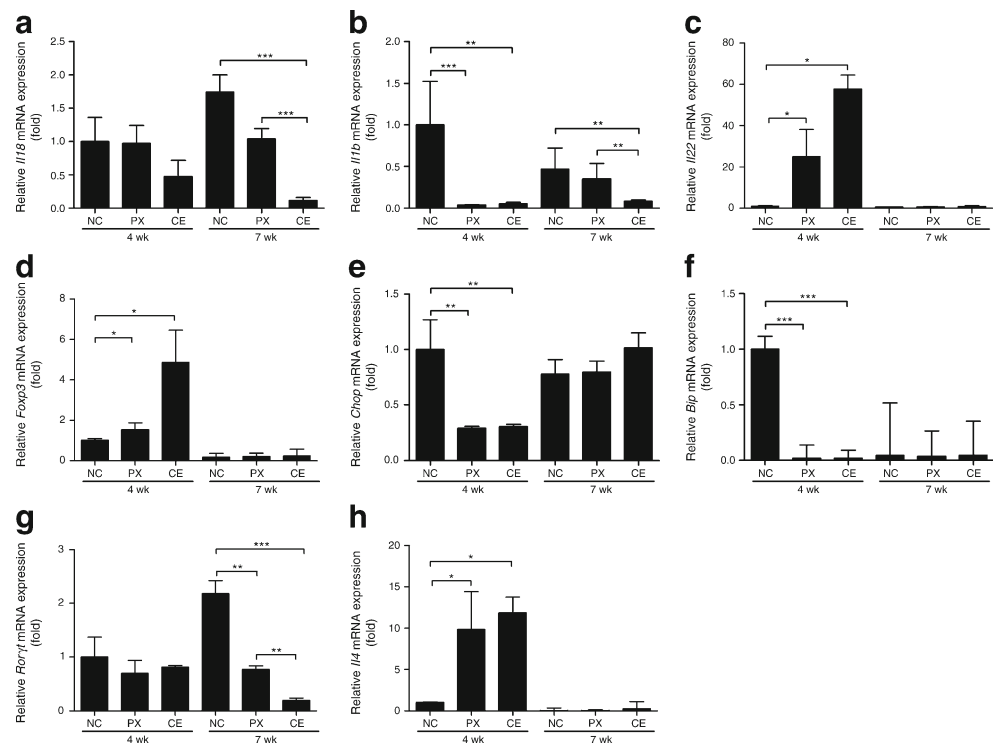 a
Relative Il18 mRNA expression
(fold)
2.5
2.0
1.5
1.0
0.5
0.0
***
***
NC PX CE NC PX CE
4 wk 7 wk
b
Relative Il1b mRNA expression
(fold)
2.0
1.5
1.0
0.5
0.0
**
***
**
**
NC PX CE NC PX CE
4 wk 7 wk
c
Relative Il22 mRNA expression
(fold)
80
60
40
20
0
*
*
NC PX CE NC PX CE
4 wk 7 wk
d
Relative Foxp3 mRNA expression
(fold)
8
6
4
2
0
*
*
NC PX CE NC PX CE
4 wk 7 wk
e
Relative Chop mRNA expression
(fold)
1.5
1.0
0.5
0.0
**
**
NC PX CE NC PX CE
4 wk 7 wk
f
Relative Bip mRNA expression
(fold)
1.5
1.0
0.5
0.0
***
***
NC PX CE NC PX CE
4 wk 7 wk
g
Relative Rorγt mRNA expression
(fold)
3
2
1
0
***
**
**
NC PX CE NC PX CE
4 wk 7 wk
h
Relative Il4 mRNA expression
(fold)
20
15
10
5
0
*
*
NC PX CE NC PX CE
4 wk 7 wk